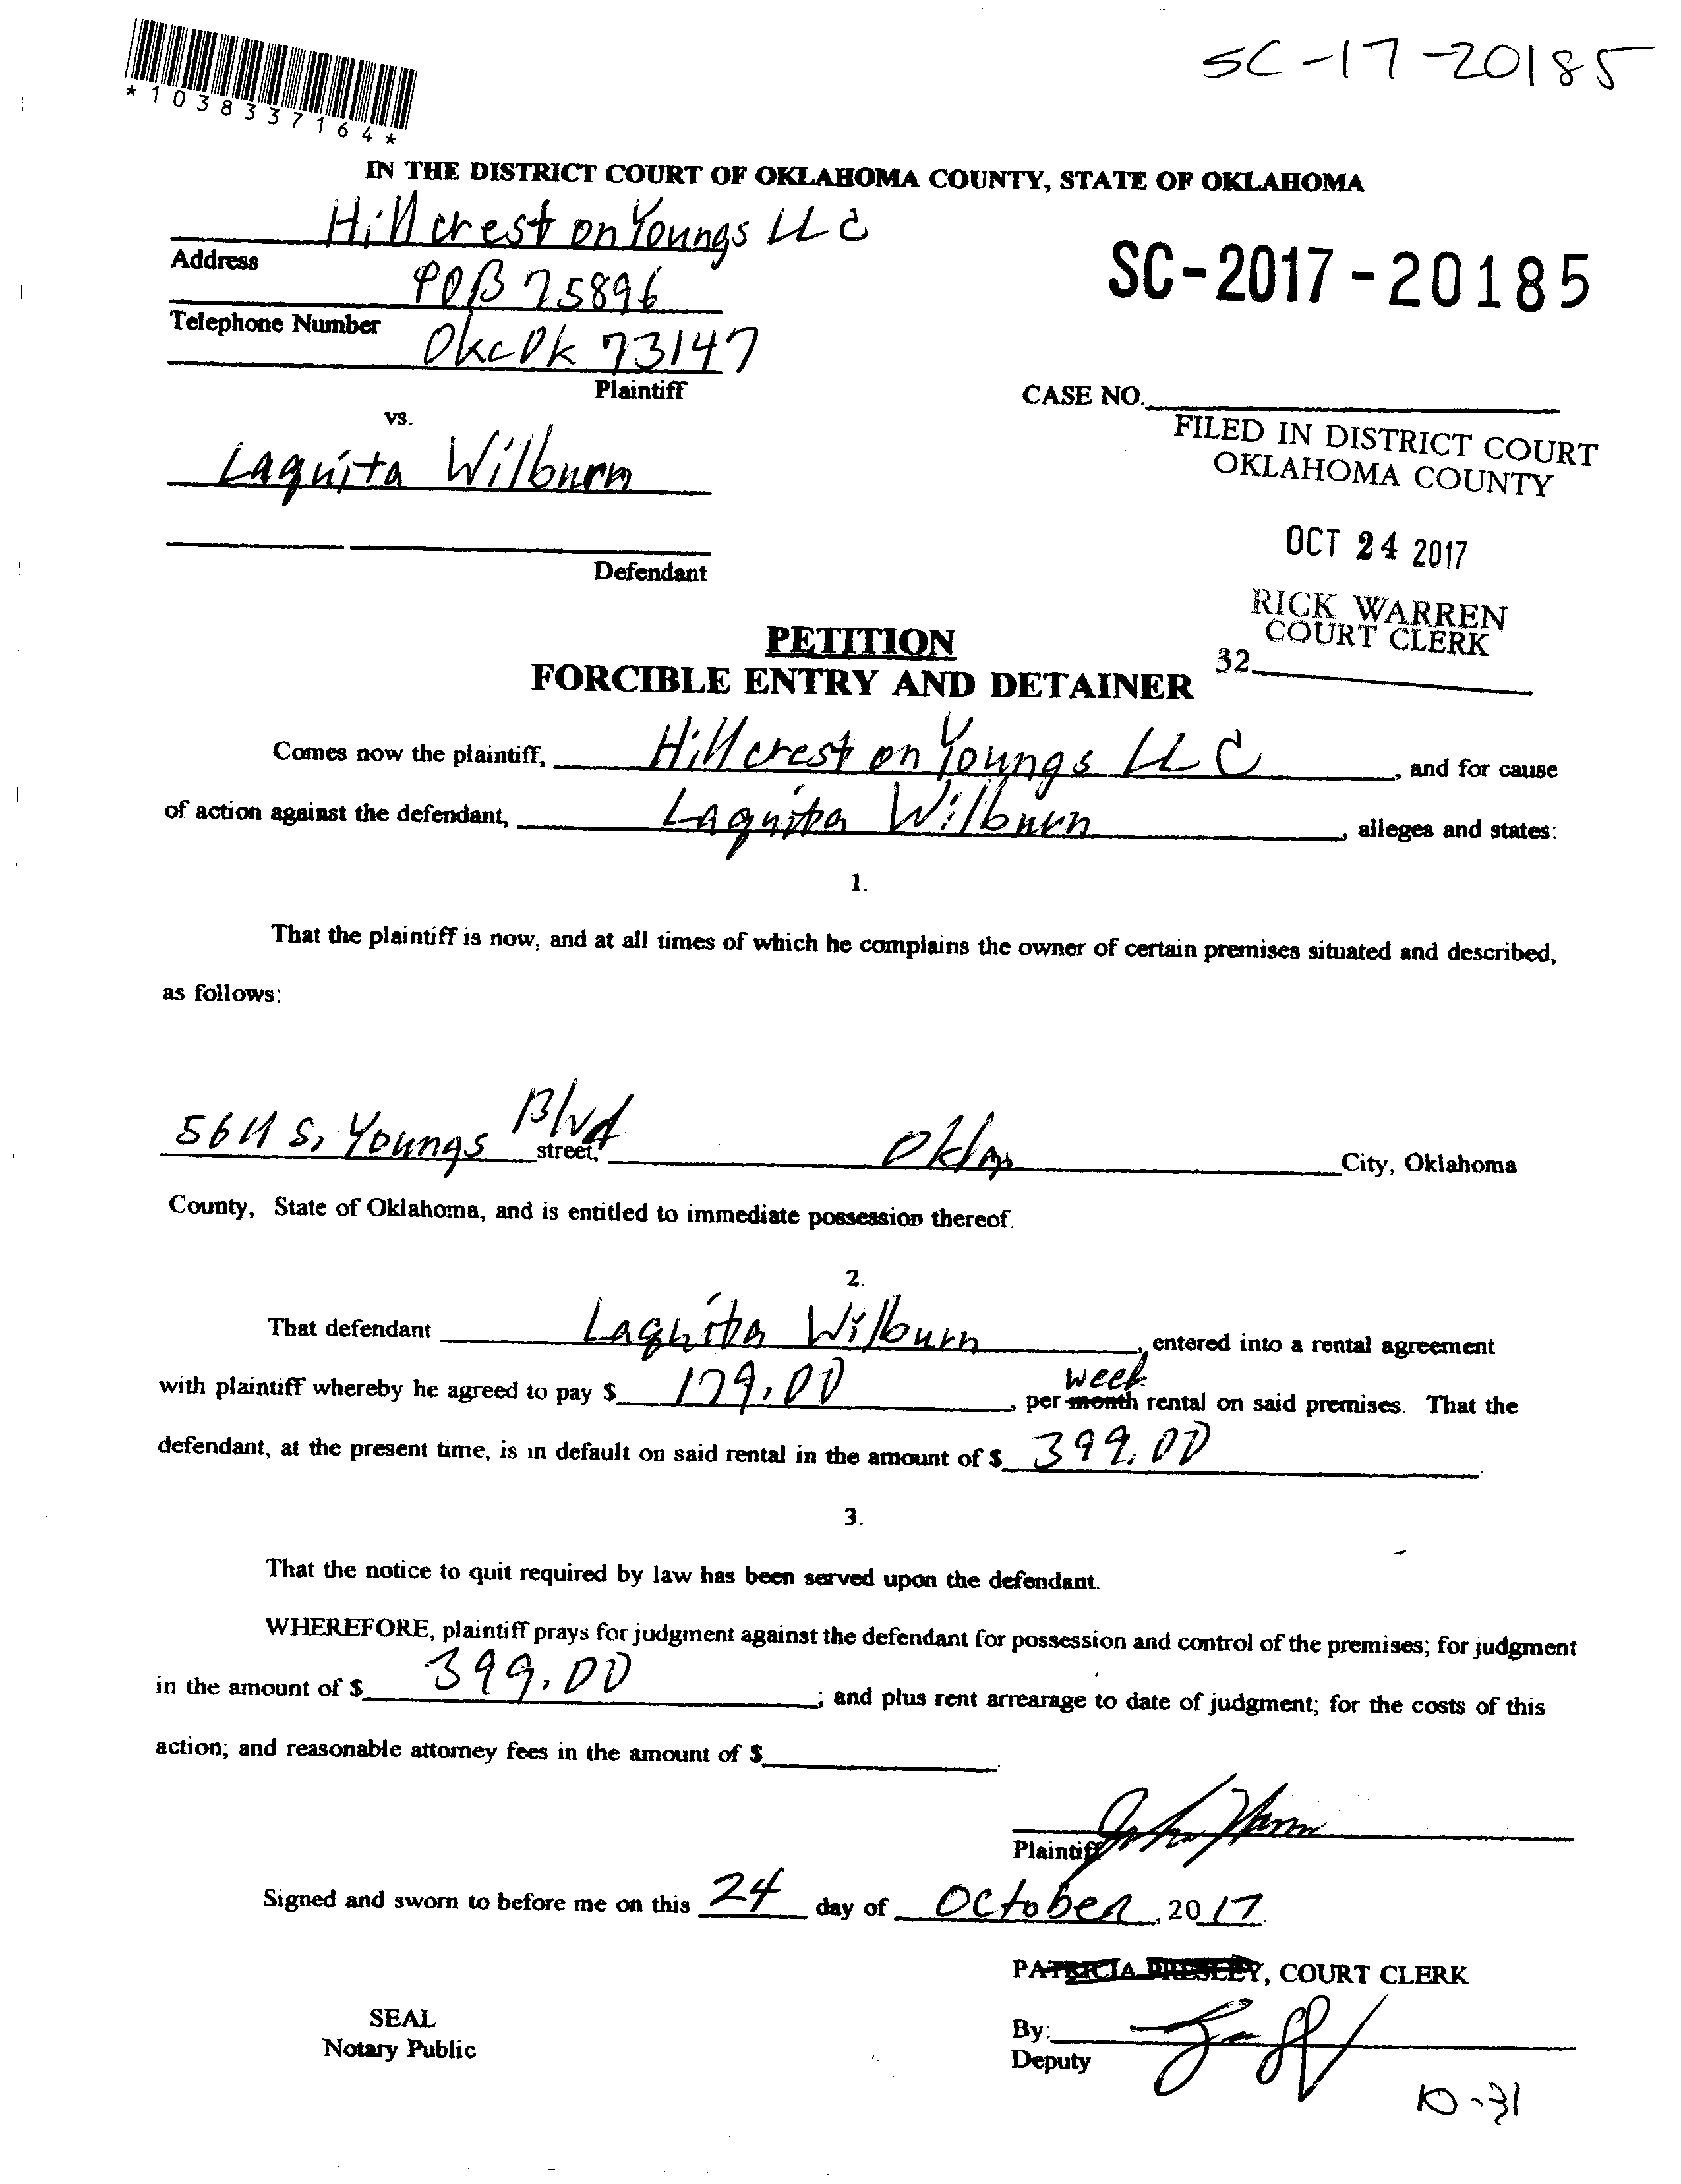 SC-17-20185
*1038337164*
IN THE DISTRICT COURT OF OKLAHOMA COUNTY, STATE OF OKLAHOMA
Hillcrest on Youngs LLC
Address
POB 75896
SC-2017-20185
Telephone Number
Okc Ok 73147
Plaintiff
CASE NO.
vs.
FILED IN DISTRICT COURT
OKLAHOMA COUNTY
Laquita Wilburn
OCT 24 2017
Defendant
RICK WARREN
COURT CLERK
32
PETITION
FORCIBLE ENTRY AND DETAINER
Comes now the plaintiff, Hillcrest on Youngs LLC, and for cause
of action against the defendant, Laquita Wilburn, alleges and states:
1.
That the plaintiff is now, and at all times of which he complains the owner of certain premises situated and described,
as follows:
5611 S. Youngs Blvd street, Okla City, Oklahoma
County, State of Oklahoma, and is entitled to immediate possession thereof.
2.
That defendant Laquita Wilburn, entered into a rental agreement
with plaintiff whereby he agreed to pay $ 179.00, per month week rental on said premises. That the
defendant, at the present time, is in default on said rental in the amount of $ 399.00.
3.
That the notice to quit required by law has been served upon the defendant.
WHEREFORE, plaintiff prays for judgment against the defendant for possession and control of the premises; for judgment
in the amount of $ 399.00; and plus rent arrearage to date of judgment; for the costs of this
action; and reasonable attorney fees in the amount of $
Plaintiff
Signed and sworn to before me on this 24 day of October, 2017.
PATRICIA PRESLEY, COURT CLERK
SEAL
Notary Public
By:
Deputy
10-31